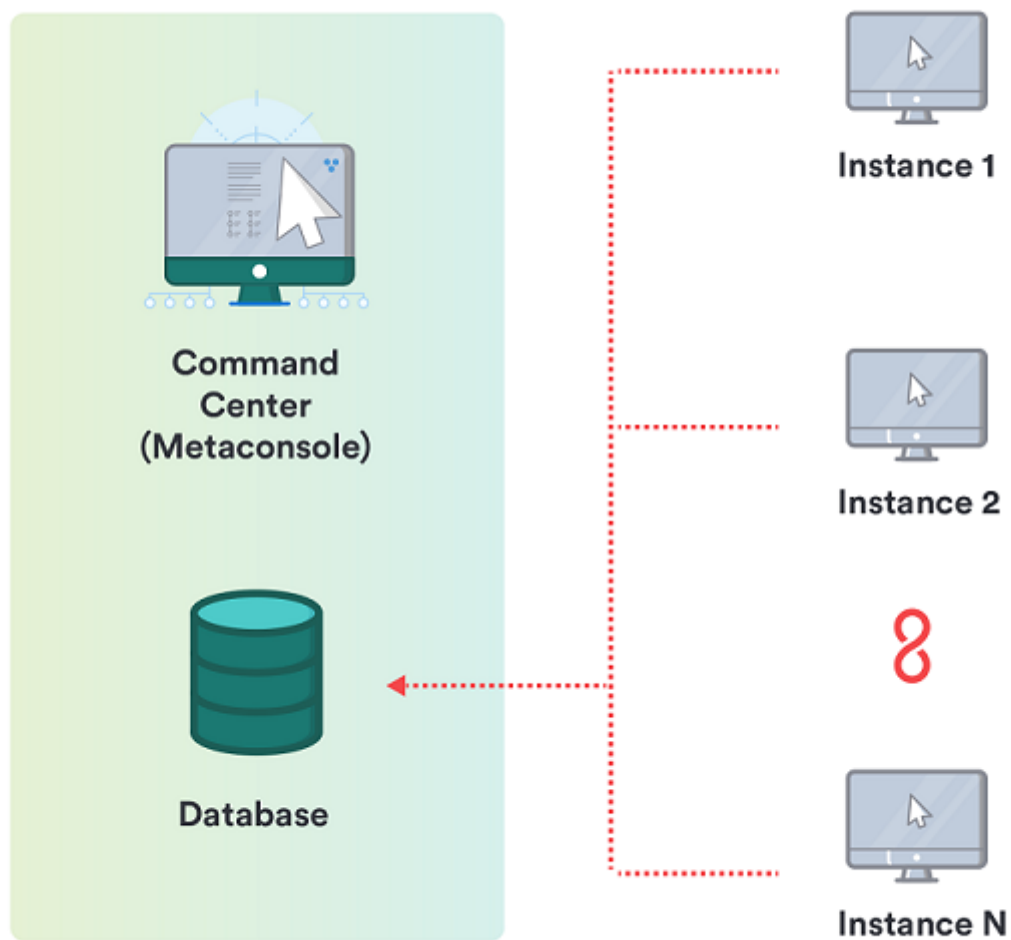 Command
Center
(Metaconsole)
Database
Instance 1
Instance 2
Instance N